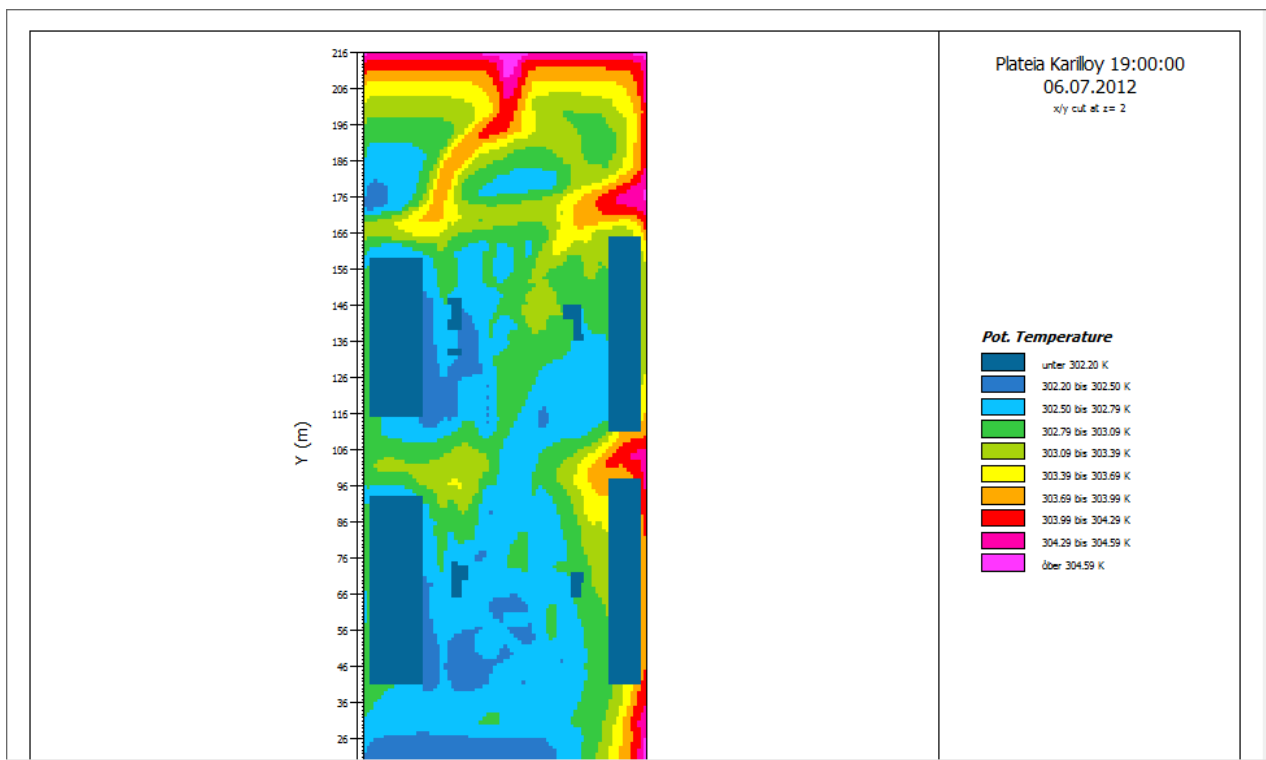 Plateia Karilloy 19:00:00
06.07.2012
x/y cut at z= 2
216
206
196
186
176
166
156
146
136
126
116
106
96
86
76
66
56
46
36
26
Y (m)
Pot. Temperature
unter 302.20 K
302.20 bis 302.50 K
302.50 bis 302.79 K
302.79 bis 303.09 K
303.09 bis 303.39 K
303.39 bis 303.69 K
303.69 bis 303.99 K
303.99 bis 304.29 K
304.29 bis 304.59 K
öber 304.59 K